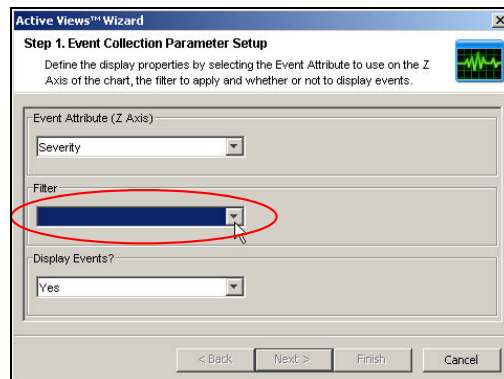 Active Views™ Wizard
Step 1. Event Collection Parameter Setup
Define the display properties by selecting the Event Attribute to use on the Z
Axis of the chart, the filter to apply and whether or not to display events.
Event Attribute (Z Axis)
Severity
Filter
Display Events?
Yes
< Back
Next >
Finish
Cancel